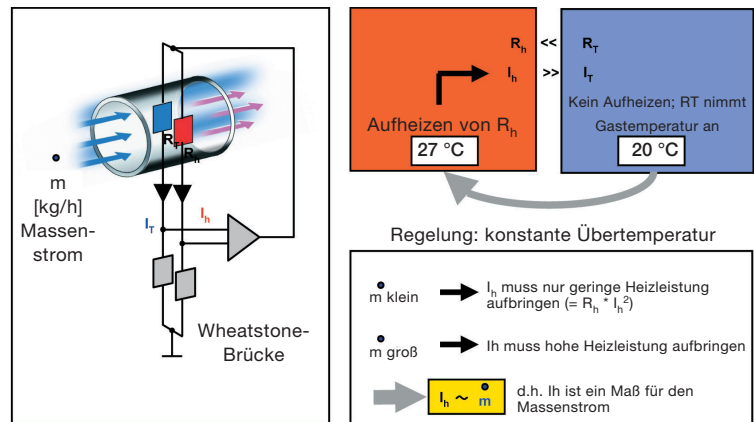 R_T
R_h
ṁ
[kg/h]
Massen-
strom
I_T
I_h
Wheatstone-
Brücke
R_h << R_T
I_h >> I_T
Aufheizen von R_h
27 °C
Kein Aufheizen; RT nimmt
Gastemperatur an
20 °C
Regelung: konstante Übertemperatur
ṁ klein
I_h muss nur geringe Heizleistung
aufbringen (= R_h * I_h²)
ṁ groß
Ih muss hohe Heizleistung aufbringen
I_h ~ ṁ
d.h. Ih ist ein Maß für den
Massenstrom